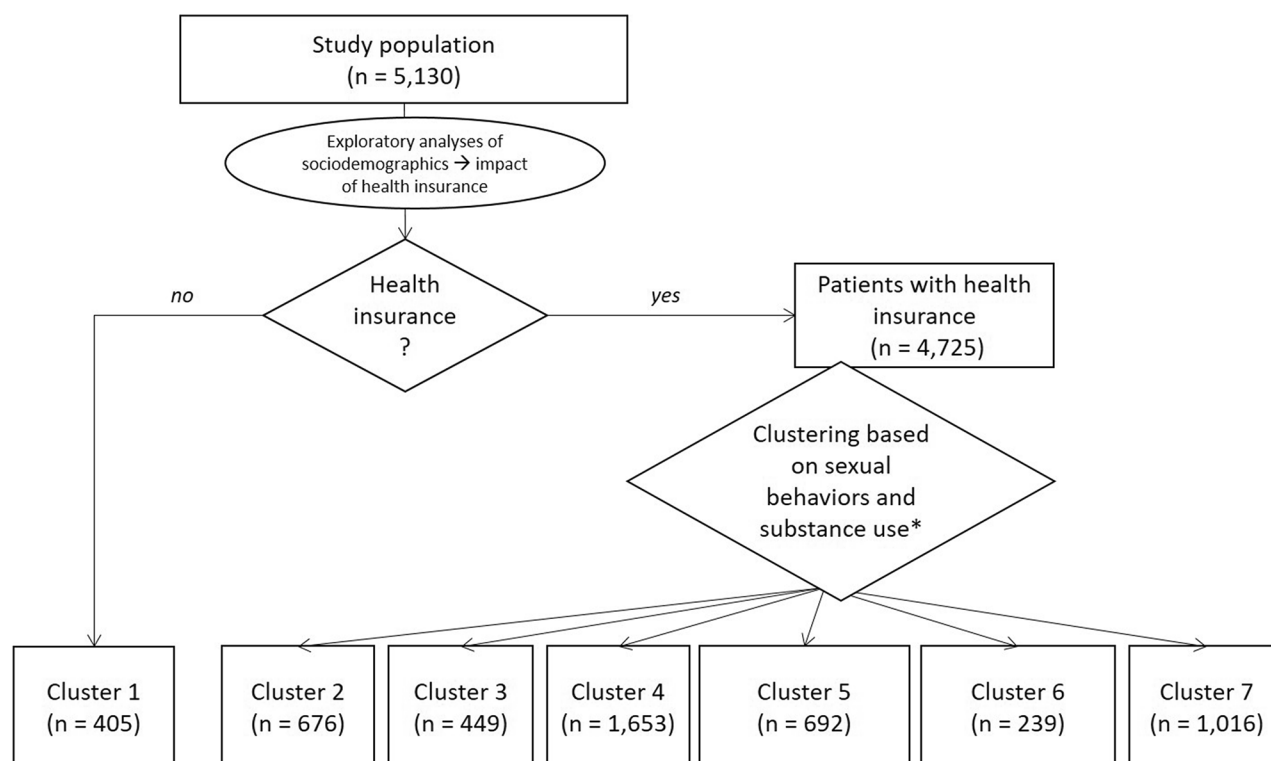 Study population
(n = 5,130)
Exploratory analyses of
sociodemographics → impact
of health insurance
Health
insurance
?
no
yes
Patients with health
insurance
(n = 4,725)
Clustering based
on sexual
behaviors and
substance use*
Cluster 1
(n = 405)
Cluster 2
(n = 676)
Cluster 3
(n = 449)
Cluster 4
(n = 1,653)
Cluster 5
(n = 692)
Cluster 6
(n = 239)
Cluster 7
(n = 1,016)